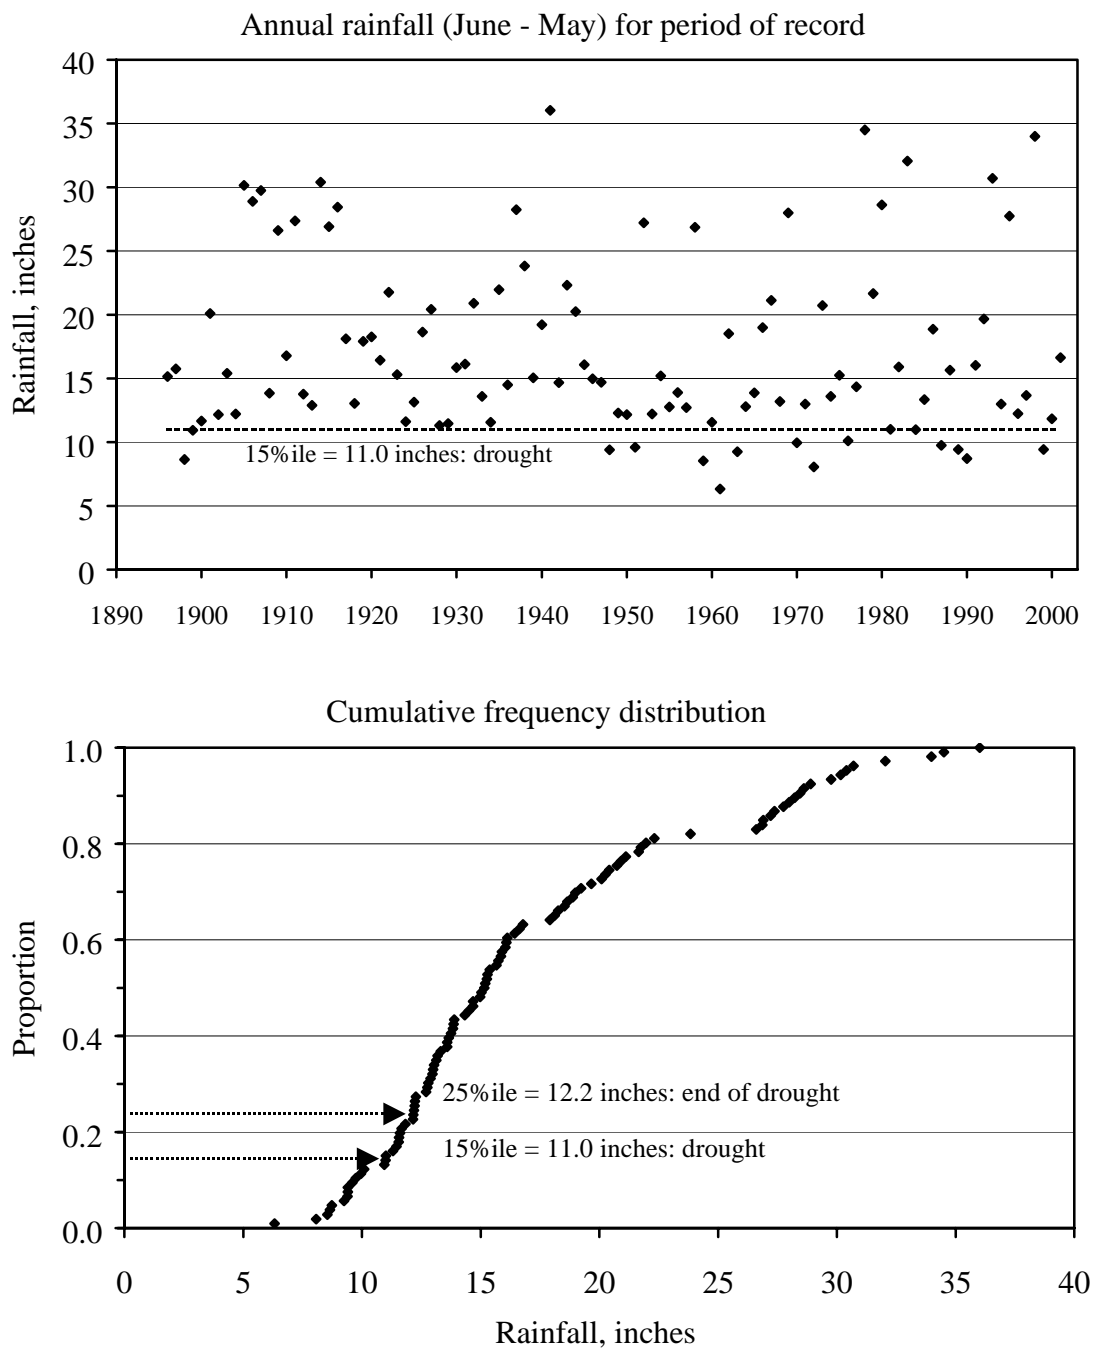 Annual rainfall (June - May) for period of record
40
35
30
25
20
15
10
5
0
Rainfall, inches
15%ile = 11.0 inches: drought
1890 1900 1910 1920 1930 1940 1950 1960 1970 1980 1990 2000
Cumulative frequency distribution
1.0
0.8
0.6
0.4
0.2
0.0
Proportion
25%ile = 12.2 inches: end of drought
15%ile = 11.0 inches: drought
0 5 10 15 20 25 30 35 40
Rainfall, inches